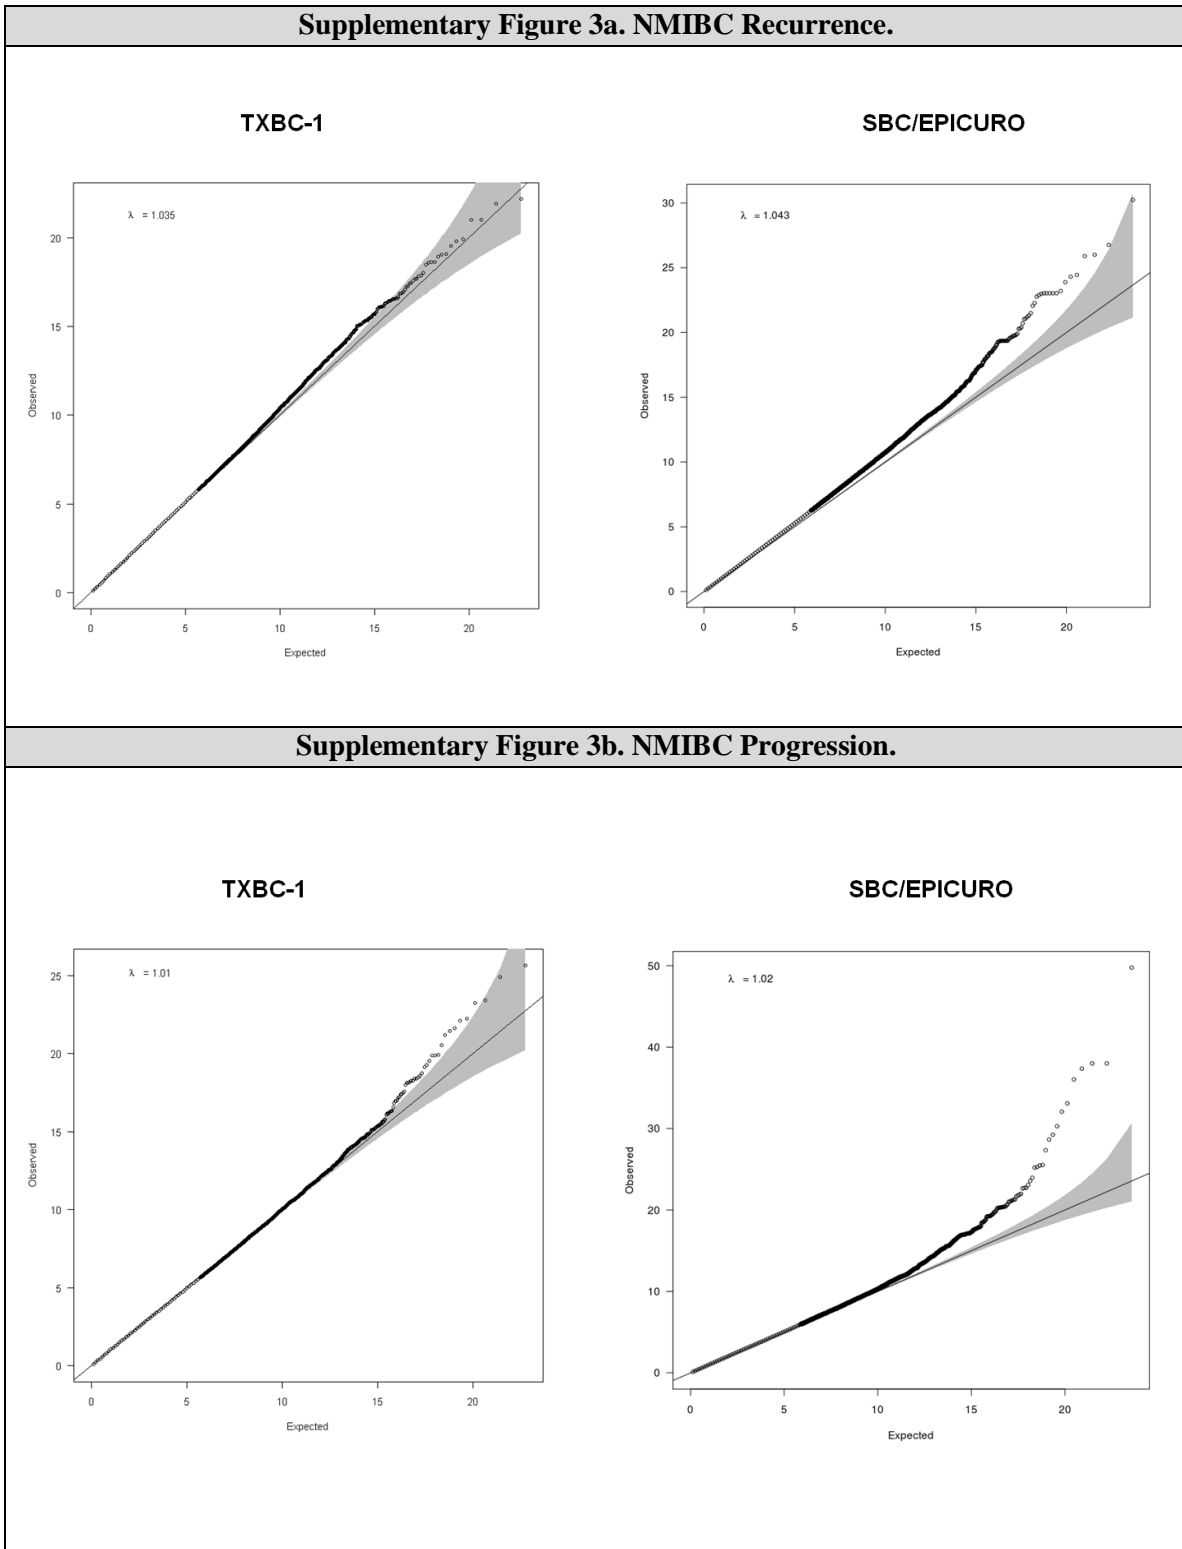 Supplementary Figure 3a. NMIBC Recurrence.
TXBC-1
λ = 1.035
20
15
10
5
0
Observed
0 5 10 15 20
Expected
SBC/EPICURO
λ = 1.043
30
25
20
15
10
5
0
Observed
0 5 10 15 20
Expected
Supplementary Figure 3b. NMIBC Progression.
TXBC-1
λ = 1.01
25
20
15
10
5
0
Observed
0 5 10 15 20
Expected
SBC/EPICURO
λ = 1.02
50
40
30
20
10
0
Observed
0 5 10 15 20
Expected